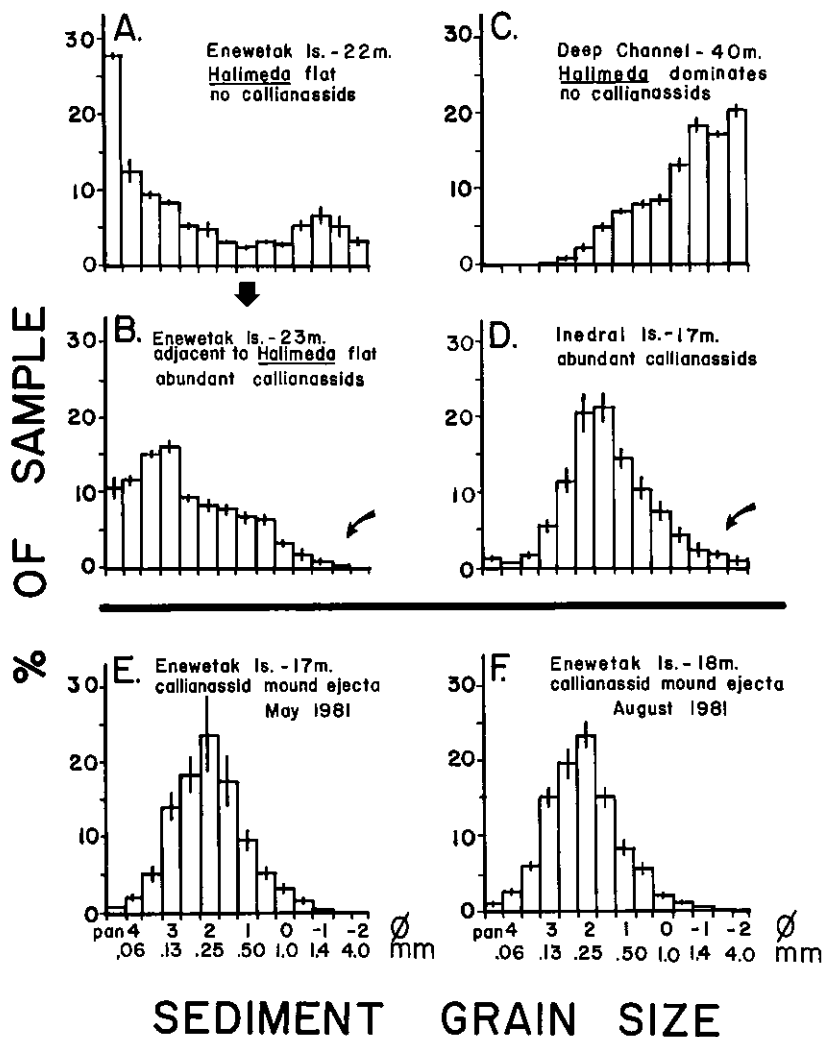 A.
Enewetak Is.-22m.
Halimeda flat
no callianassids
30
20
10
0
C.
Deep Channel-40m.
Halimeda dominates
no callianassids
30
20
10
0
B.
Enewetak Is.-23m.
adjacent to Halimeda flat
abundant callianassids
30
20
10
0
D.
Inedral Is.-17m.
abundant callianassids
30
20
10
0
% OF SAMPLE
E.
Enewetak Is.-17m.
callianassid mound ejecta
May 1981
30
20
10
0
pan 4 3 2 1 0 -1 -2 Ø
.06 .13 .25 .50 1.0 1.4 4.0 mm
F.
Enewetak Is.-18m.
callianassid mound ejecta
August 1981
30
20
10
0
pan 4 3 2 1 0 -1 -2 Ø
.06 .13 .25 .50 1.0 1.4 4.0 mm
SEDIMENT GRAIN SIZE